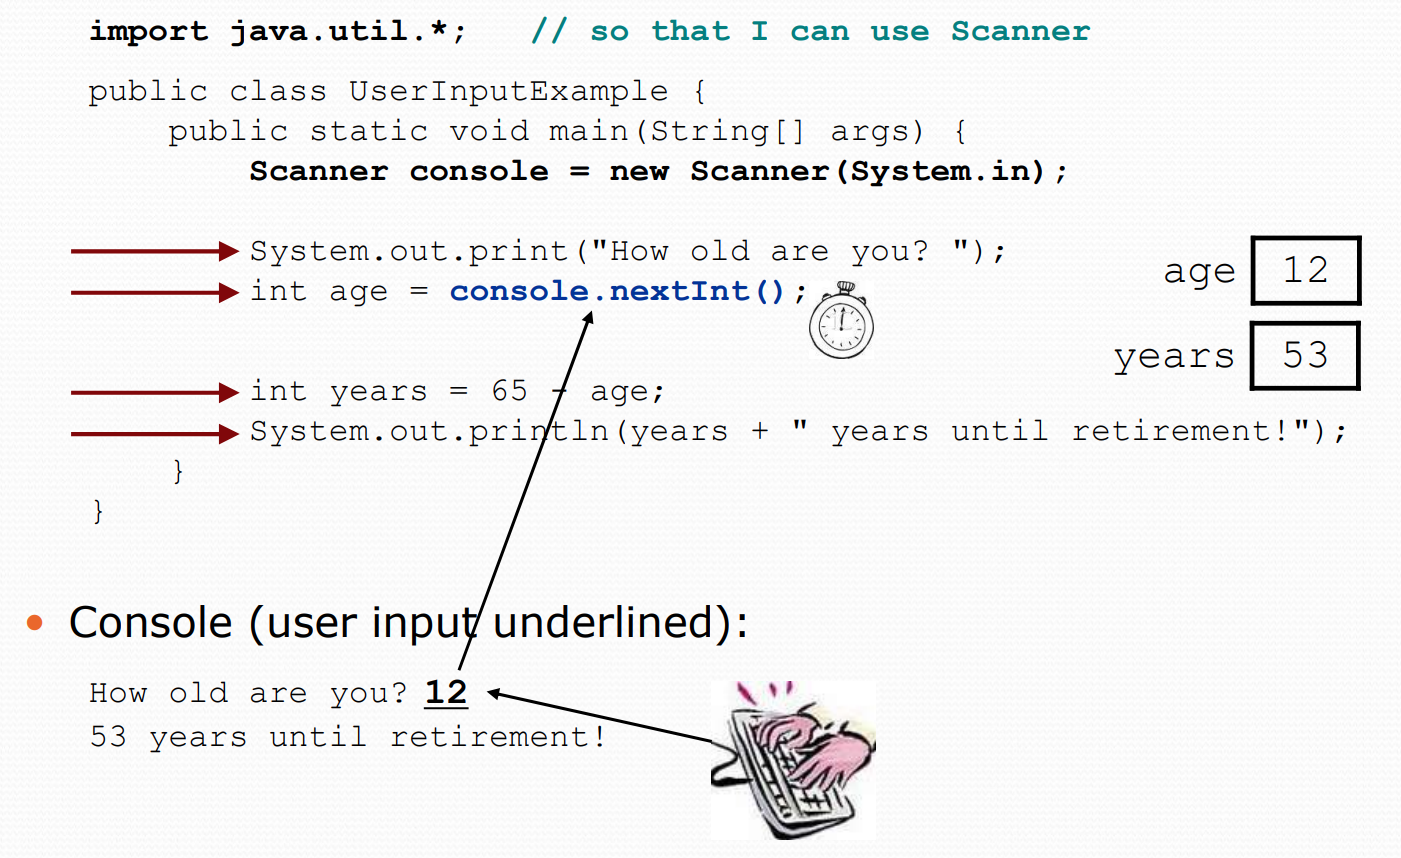 import java.util.*;   // so that I can use Scanner
public class UserInputExample {
    public static void main(String[] args) {
        Scanner console = new Scanner(System.in);
        System.out.print("How old are you? ");
        int age = console.nextInt();
        int years = 65 - age;
        System.out.println(years + " years until retirement!");
    }
}
age 12
years 53
• Console (user input underlined):
How old are you? 12
53 years until retirement!